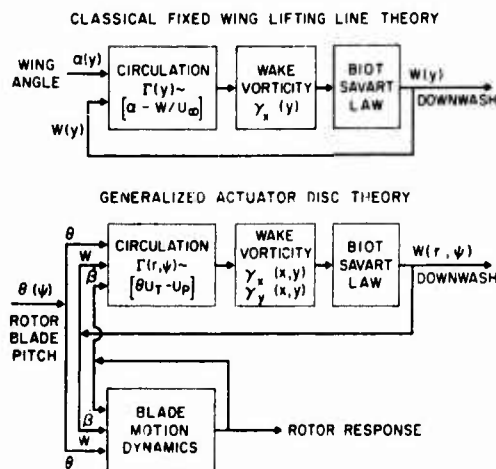 CLASSICAL FIXED WING LIFTING LINE THEORY
WING
ANGLE
α(y)
W(y)
CIRCULATION
Γ(y)~
[α - W/U∞]
WAKE
VORTICITY
γx (y)
BIOT
SAVART
LAW
W(y)
DOWNWASH
GENERALIZED ACTUATOR DISC THEORY
θ
W
β
CIRCULATION
Γ(r,ψ)~
[θUT-UP]
WAKE
VORTICITY
γx (x,y)
γy (x,y)
BIOT
SAVART
LAW
W(r,ψ)
DOWNWASH
θ(ψ)
ROTOR
BLADE
PITCH
β
W
θ
BLADE
MOTION
DYNAMICS
ROTOR RESPONSE